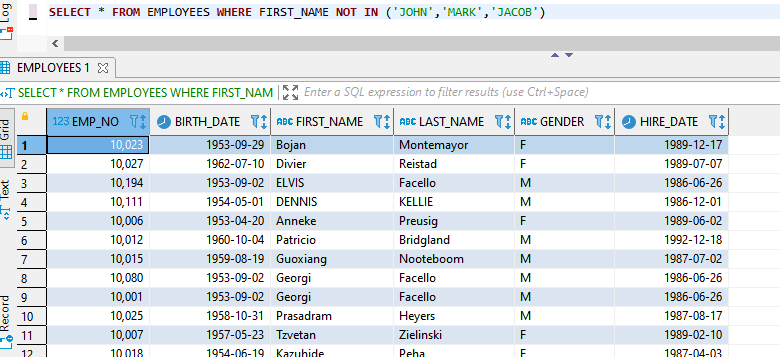 Log
SELECT * FROM EMPLOYEES WHERE FIRST_NAME NOT IN ('JOHN','MARK','JACOB')
EMPLOYEES 1
SELECT * FROM EMPLOYEES WHERE FIRST_NAM Enter a SQL expression to filter results (use Ctrl+Space)
Grid
Text
Record
123 EMP_NO BIRTH_DATE ABC FIRST_NAME ABC LAST_NAME ABC GENDER HIRE_DATE
1 10,023 1953-09-29 Bojan Montemayor F 1989-12-17
2 10,027 1962-07-10 Divier Reistad F 1989-07-07
3 10,194 1953-09-02 ELVIS Facello M 1986-06-26
4 10,111 1954-05-01 DENNIS KELLIE M 1986-12-01
5 10,006 1953-04-20 Anneke Preusig F 1989-06-02
6 10,012 1960-10-04 Patricio Bridgland M 1992-12-18
7 10,015 1959-08-19 Guoxiang Nooteboom M 1987-07-02
8 10,080 1953-09-02 Georgi Facello M 1986-06-26
9 10,001 1953-09-02 Georgi Facello M 1986-06-26
10 10,025 1958-10-31 Prasadram Heyers M 1987-08-17
11 10,007 1957-05-23 Tzvetan Zielinski F 1989-02-10
12 10,018 1954-06-19 Kazuhide Peha F 1987-04-03